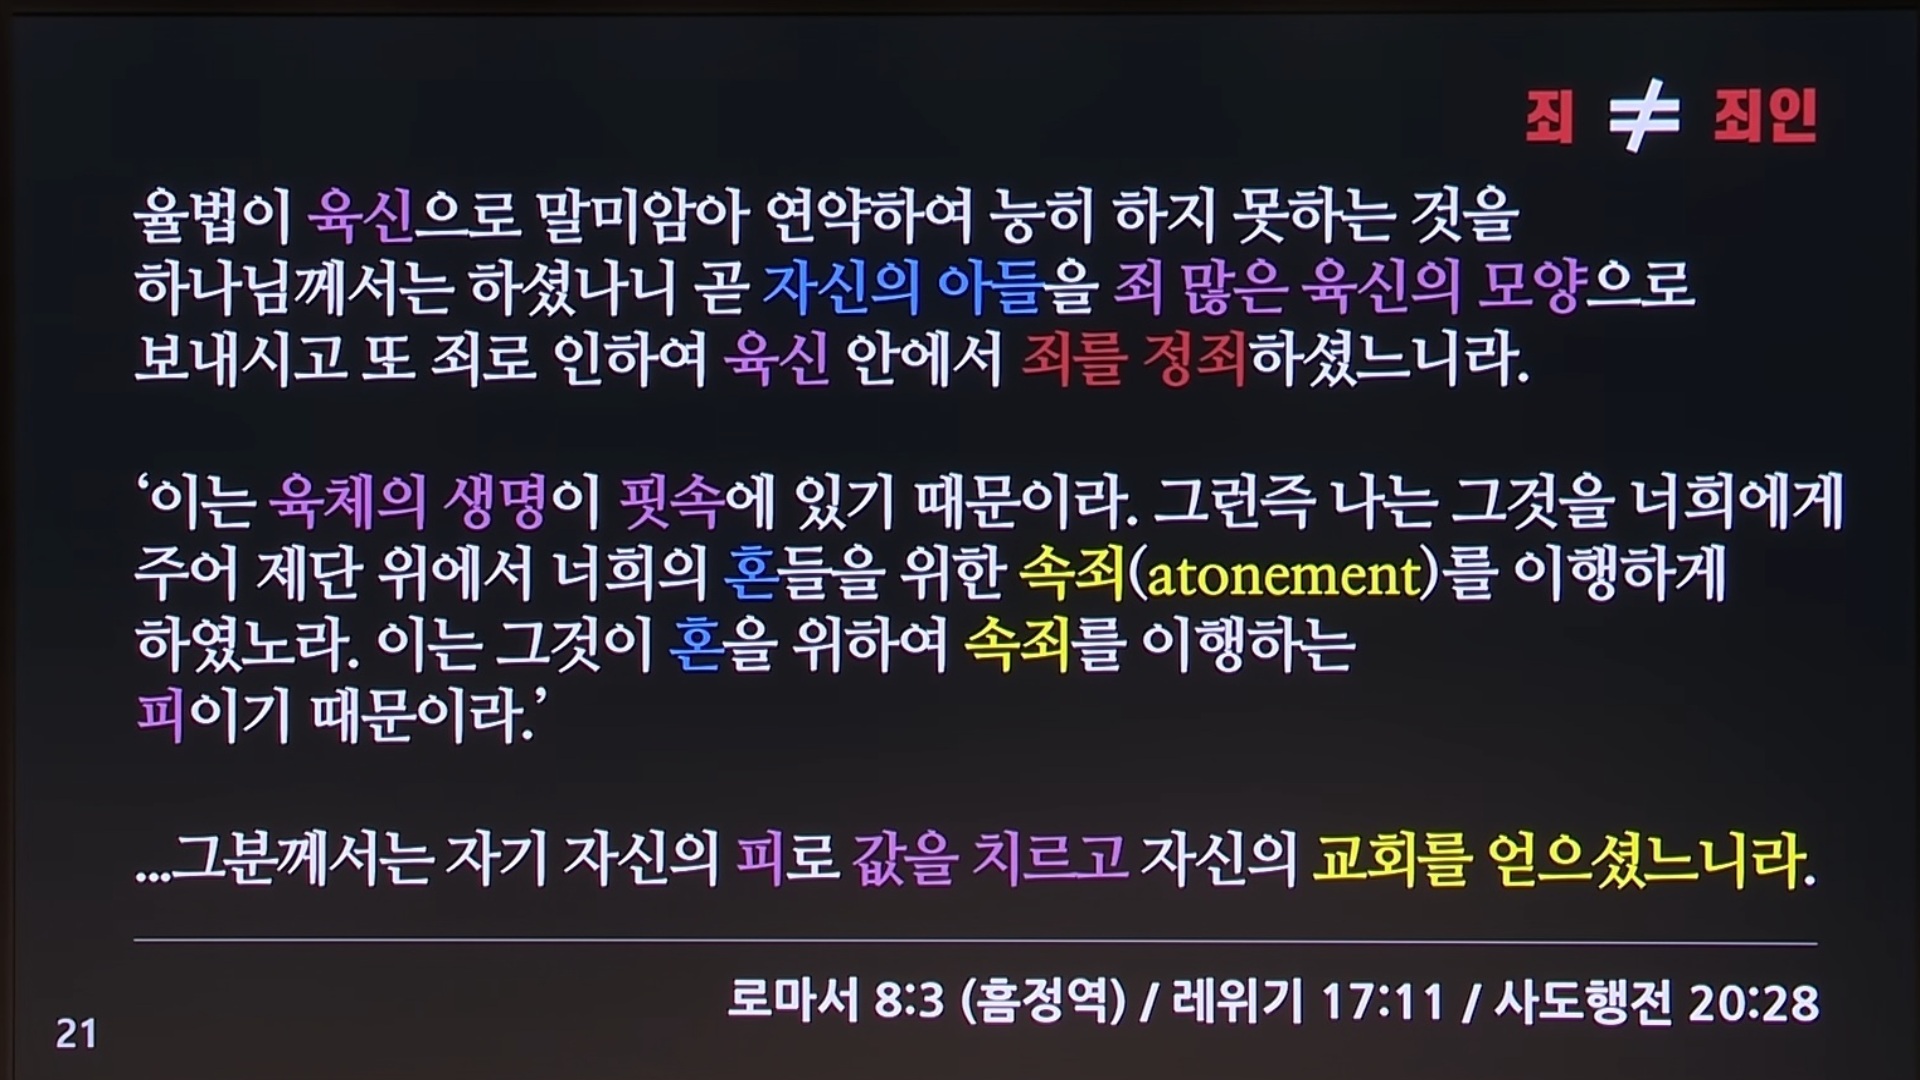 죄 ≠ 죄인
율법이 육신으로 말미암아 연약하여 능히 하지 못하는 것을
하나님께서는 하셨나니 곧 자신의 아들을 죄 많은 육신의 모양으로
보내시고 또 죄로 인하여 육신 안에서 죄를 정죄하셨느니라.
‘이는 육체의 생명이 핏속에 있기 때문이라. 그런즉 나는 그것을 너희에게
주어 제단 위에서 너희의 혼들을 위한 속죄(atonement)를 이행하게
하였노라. 이는 그것이 혼을 위하여 속죄를 이행하는
피이기 때문이라.’
...그분께서는 자기 자신의 피로 값을 치르고 자신의 교회를 얻으셨느니라.
로마서 8:3 (흠정역) / 레위기 17:11 / 사도행전 20:28
21